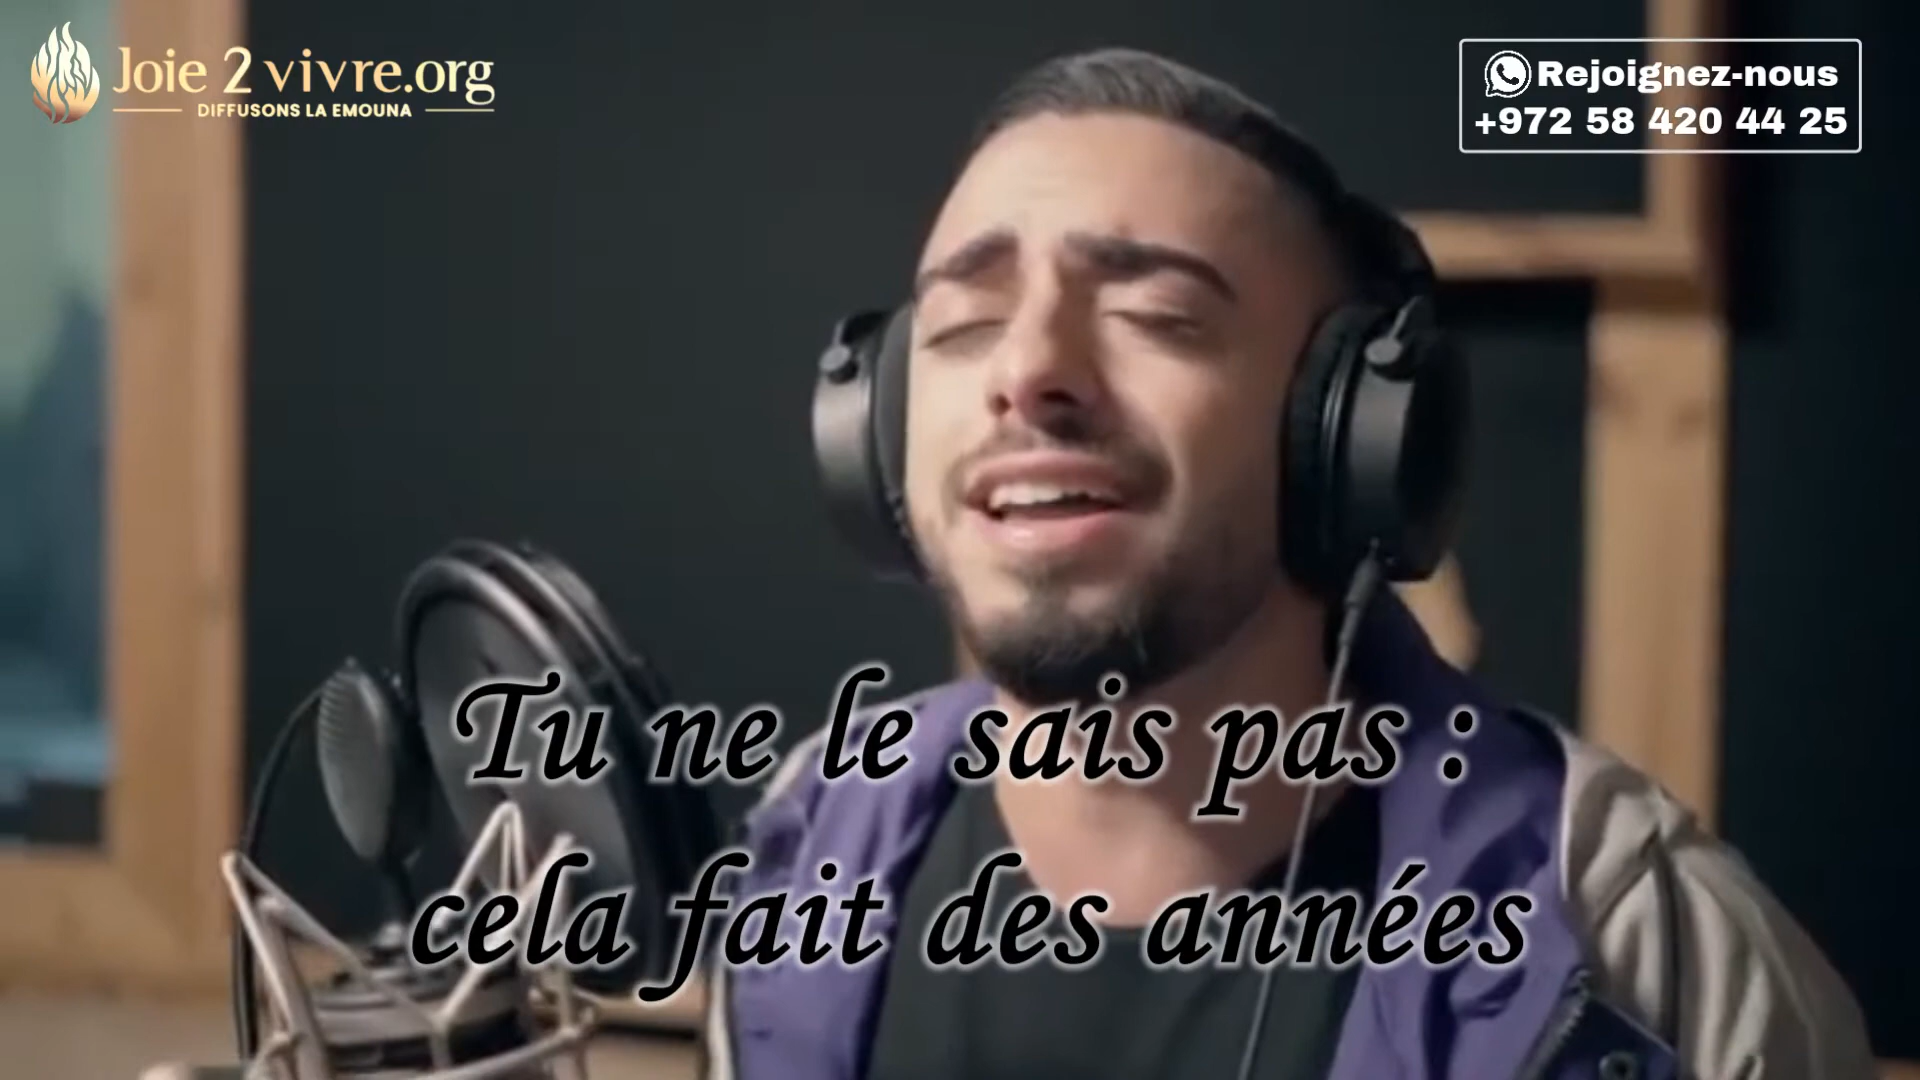 Joie 2 vivre.org
DIFFUSONS LA EMOUNA
Rejoignez-nous
+972 58 420 44 25
Tu ne le sais pas :
cela fait des années